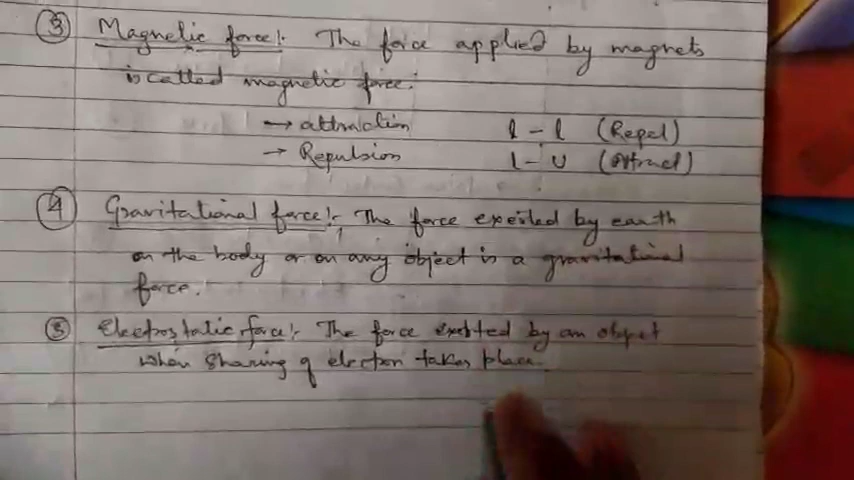 ③ Magnetic force:- The force applied by magnets
is called magnetic force.
→ attraction l - l (Repel)
→ Repulsion l - u (Attract)
④ Gravitational force:- The force exerted by earth
on the body or on any object is a gravitational
force.
⑤ Electrostatic force:- The force exerted by an object
when sharing of electron takes place.